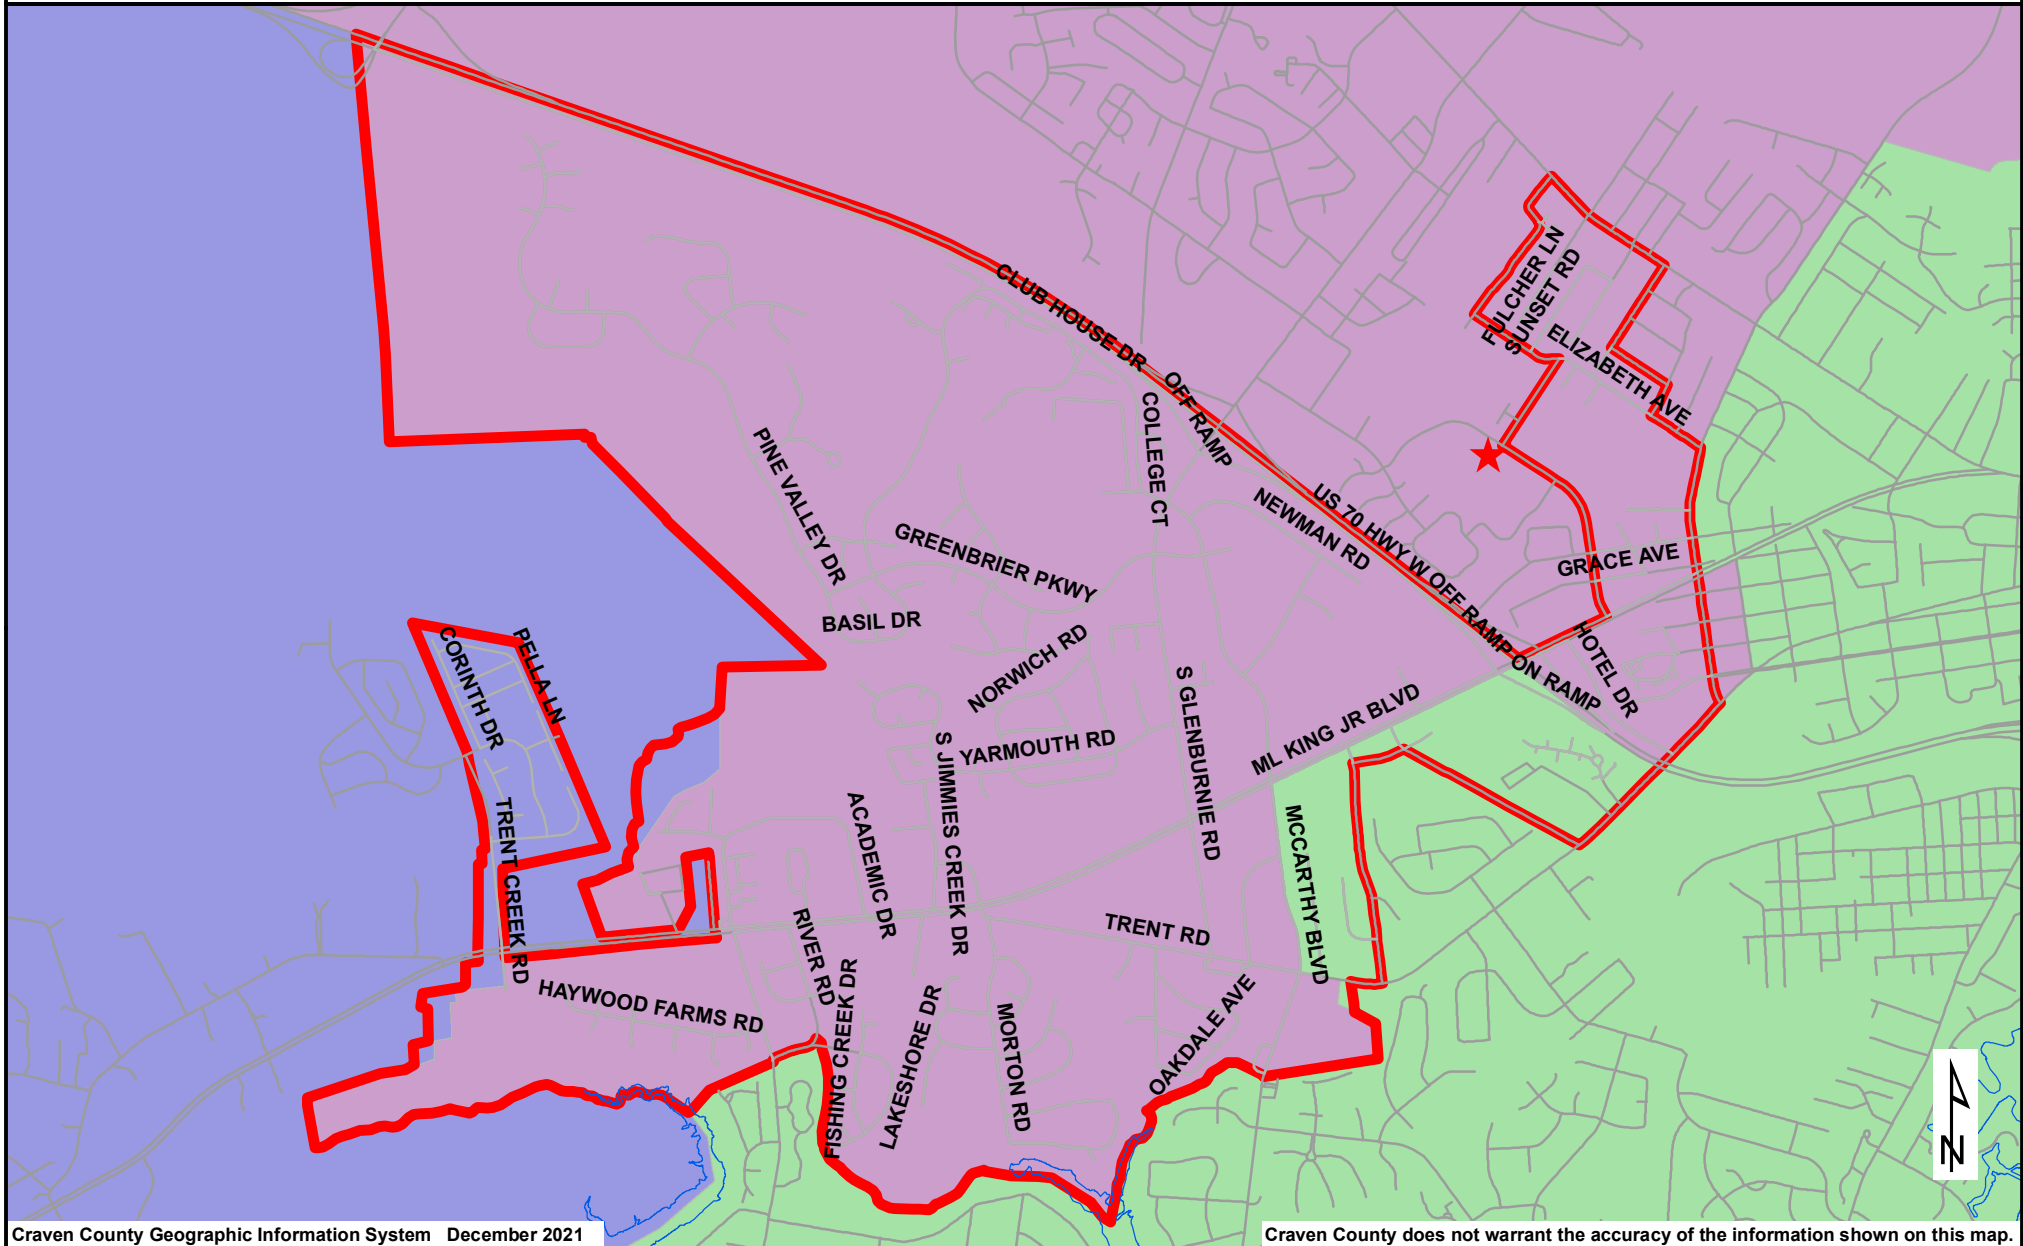 FULCHER LN
SUNSET RD
ELIZABETH AVE
CLUB HOUSE DR
OFF RAMP
COLLEGE CT
PINE VALLEY DR
US 70 HWY W OFF RAMP ON RAMP
NEWMAN RD
GREENBRIER PKWY
GRACE AVE
BASIL DR
NORWICH RD
HOTEL DR
CORINTH DR
PELLA LN
S GLENBURNIE RD
ML KING JR BLVD
S JIMMIES CREEK DR
YARMOUTH RD
ACADEMIC DR
TRENT CREEK RD
MCCARTHY BLVD
RIVER RD
TRENT RD
HAYWOOD FARMS RD
FISHING CREEK DR
LAKESHORE DR
MORTON RD
OAKDALE AVE
N
Craven County Geographic Information System December 2021
Craven County does not warrant the accuracy of the information shown on this map.